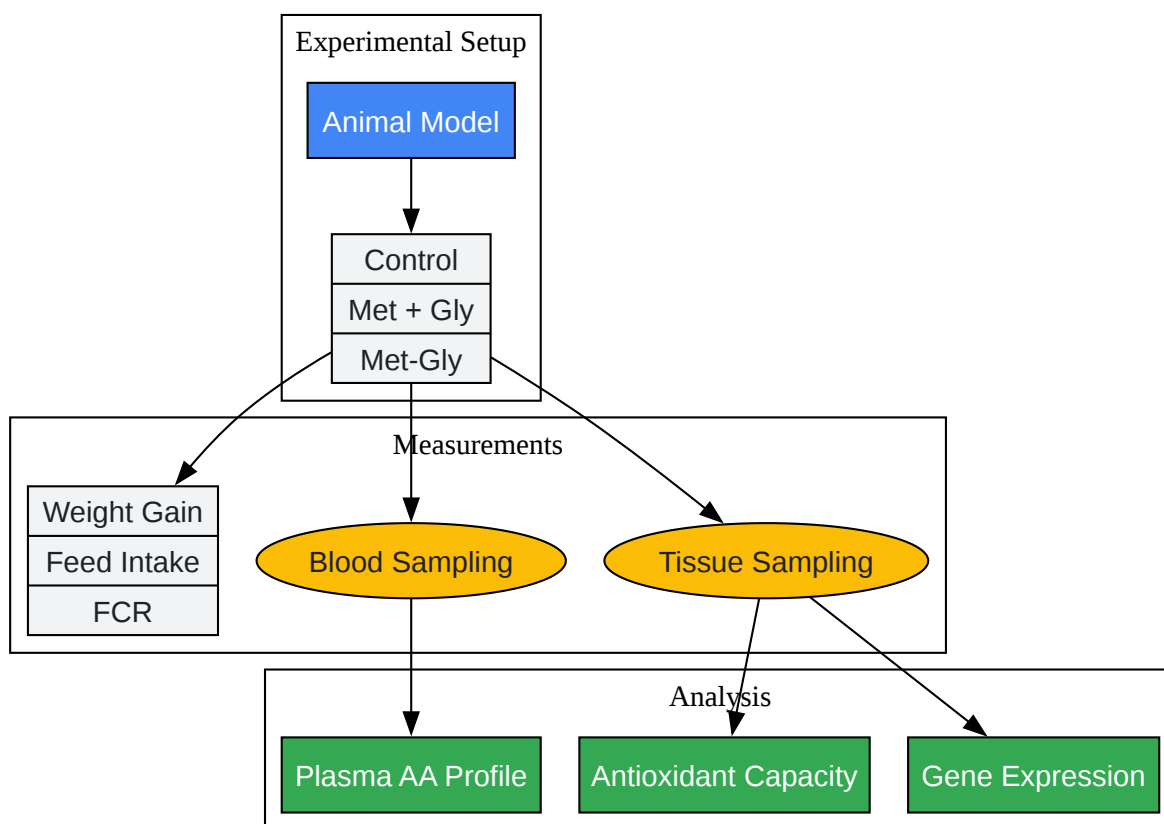 Experimental Setup
Animal Model
Control
Met + Gly
Met-Gly
Measurements
Weight Gain
Feed Intake
FCR
Blood Sampling
Tissue Sampling
Analysis
Plasma AA Profile
Antioxidant Capacity
Gene Expression